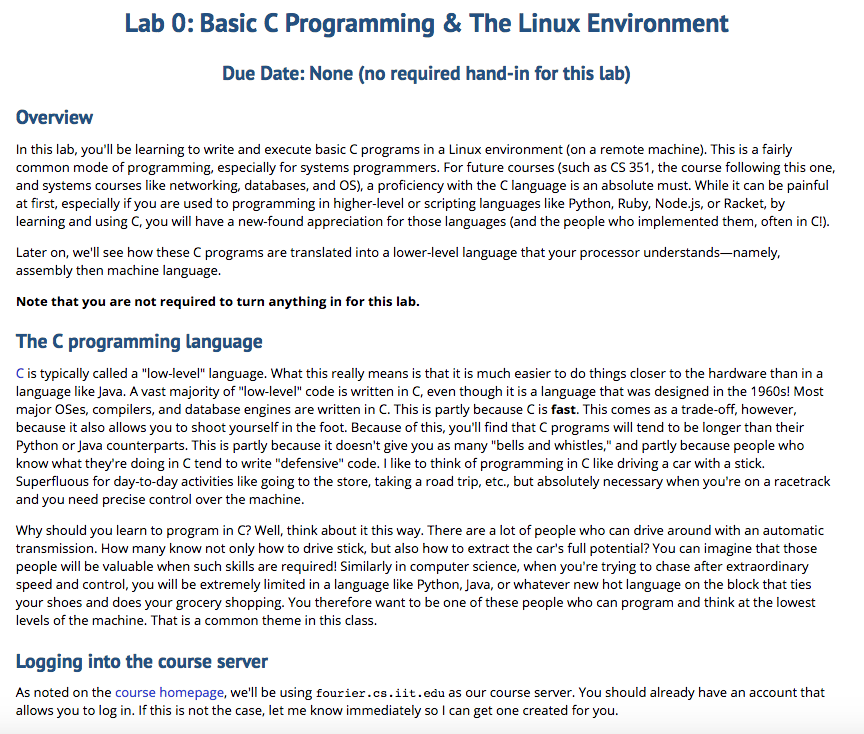 Lab 0: Basic C Programming & The Linux Environment
Due Date: None (no required hand-in for this lab)
Overview
In this lab, you'll be learning to write and execute basic C programs in a Linux environment (on a remote machine). This is a fairly
common mode of programming, especially for systems programmers. For future courses (such as CS 351, the course following this one,
and systems courses like networking, databases, and OS), a proficiency with the C language is an absolute must. While it can be painful
at first, especially if you are used to programming in higher-level or scripting languages like Python, Ruby, Node.js, or Racket, by
learning and using C, you will have a new-found appreciation for those languages (and the people who implemented them, often in C!).
Later on, we'll see how these C programs are translated into a lower-level language that your processor understands—namely,
assembly then machine language.
Note that you are not required to turn anything in for this lab.
The C programming language
C is typically called a "low-level" language. What this really means is that it is much easier to do things closer to the hardware than in a
language like Java. A vast majority of "low-level" code is written in C, even though it is a language that was designed in the 1960s! Most
major OSes, compilers, and database engines are written in C. This is partly because C is fast. This comes as a trade-off, however,
because it also allows you to shoot yourself in the foot. Because of this, you'll find that C programs will tend to be longer than their
Python or Java counterparts. This is partly because it doesn't give you as many "bells and whistles," and partly because people who
know what they're doing in C tend to write "defensive" code. I like to think of programming in C like driving a car with a stick.
Superfluous for day-to-day activities like going to the store, taking a road trip, etc., but absolutely necessary when you're on a racetrack
and you need precise control over the machine.
Why should you learn to program in C? Well, think about it this way. There are a lot of people who can drive around with an automatic
transmission. How many know not only how to drive stick, but also how to extract the car's full potential? You can imagine that those
people will be valuable when such skills are required! Similarly in computer science, when you're trying to chase after extraordinary
speed and control, you will be extremely limited in a language like Python, Java, or whatever new hot language on the block that ties
your shoes and does your grocery shopping. You therefore want to be one of these people who can program and think at the lowest
levels of the machine. That is a common theme in this class.
Logging into the course server
As noted on the course homepage, we'll be using fourier.cs.iit.edu as our course server. You should already have an account that
allows you to log in. If this is not the case, let me know immediately so I can get one created for you.